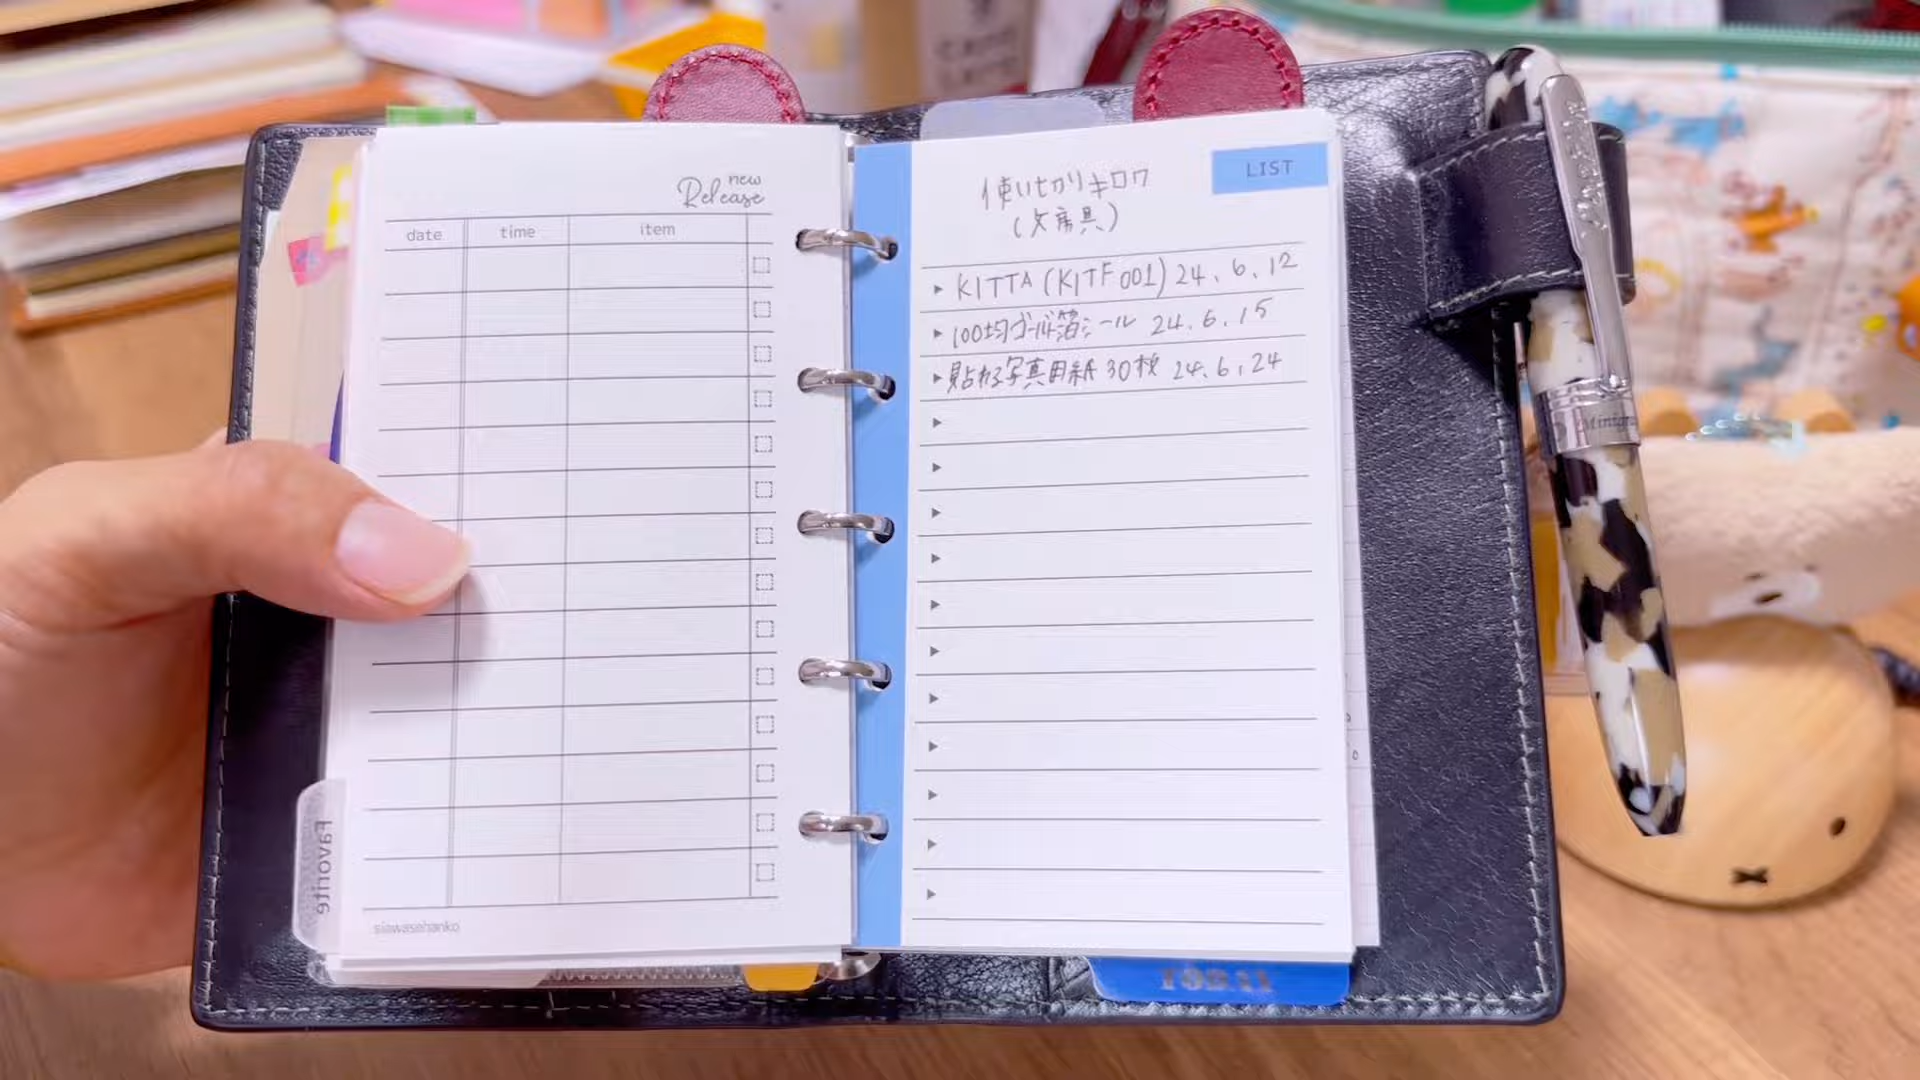 new
Release
date time item
Favorite
siawasehanko
LIST
使い切りキロク
(文房具)
KITTA (KITF001) 24.6.12
100均ゴールド箔シール 24.6.15
貼れる写真用紙 30枚 24.6.24